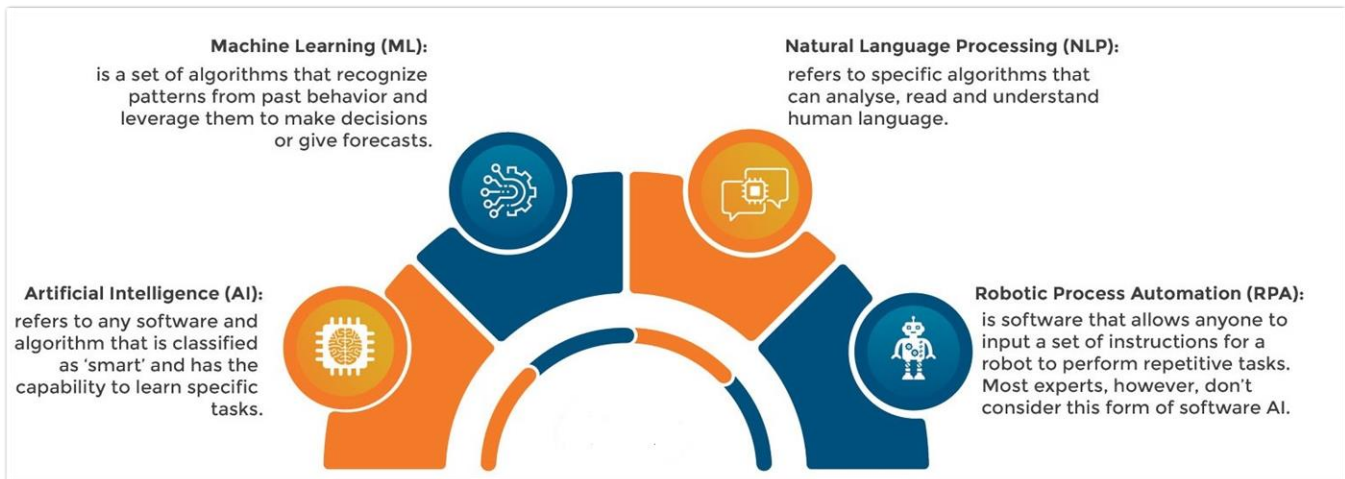 Machine Learning (ML):
is a set of algorithms that recognize
patterns from past behavior and
leverage them to make decisions
or give forecasts.
Natural Language Processing (NLP):
refers to specific algorithms that
can analyse, read and understand
human language.
Artificial Intelligence (AI):
refers to any software and
algorithm that is classified
as ‘smart’ and has the
capability to learn specific
tasks.
Robotic Process Automation (RPA):
is software that allows anyone to
input a set of instructions for a
robot to perform repetitive tasks.
Most experts, however, don’t
consider this form of software AI.